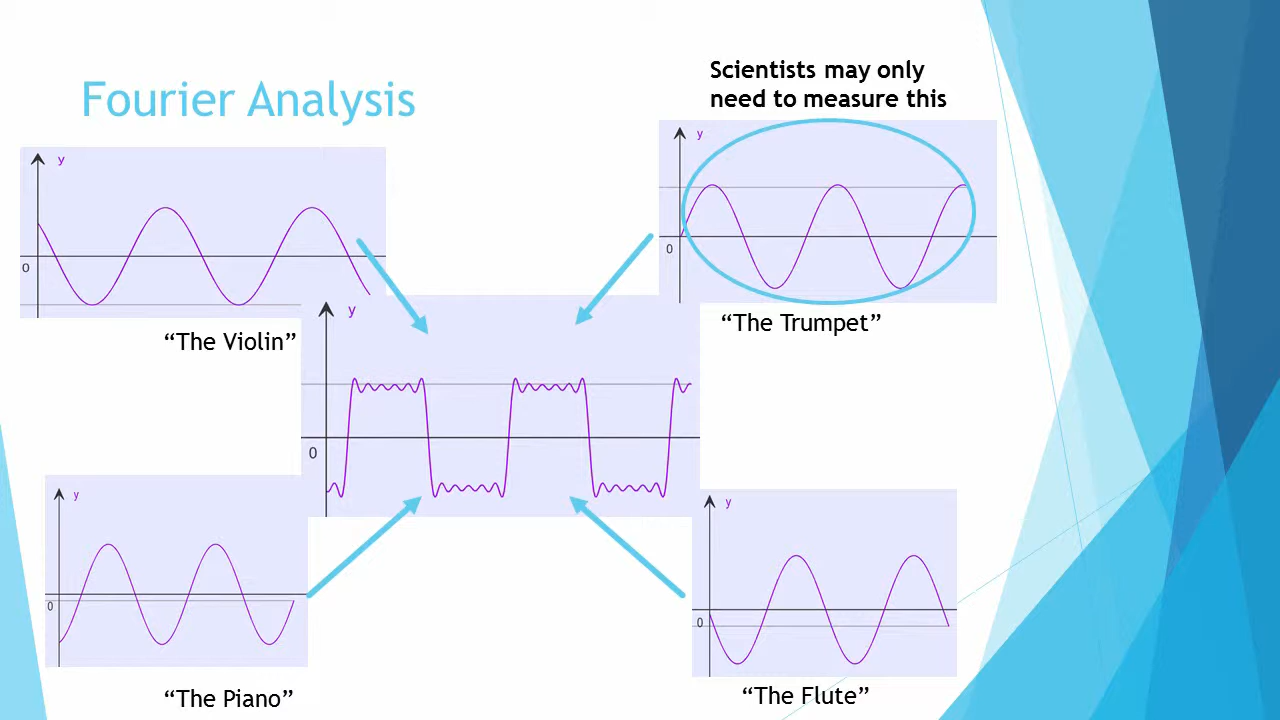 Fourier Analysis
Scientists may only
need to measure this
y
0
“The Violin”
y
0
“The Trumpet”
y
0
y
0
“The Piano”
y
0
“The Flute”